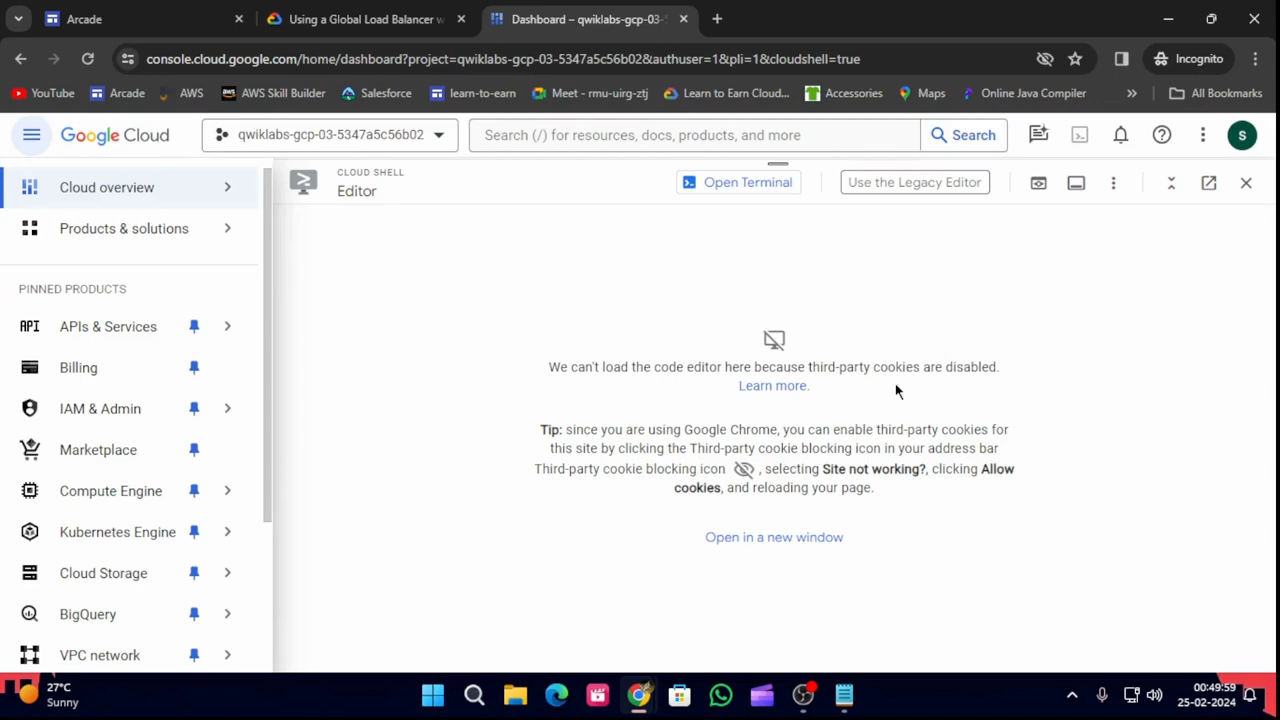 Arcade
Using a Global Load Balancer w
Dashboard – qwiklabs-gcp-03-5
console.cloud.google.com/home/dashboard?project=qwiklabs-gcp-03-5347a5c56b02&authuser=1&pli=1&cloudshell=true
Incognito
YouTube
Arcade
AWS
AWS Skill Builder
Salesforce
learn-to-earn
Meet - rmu-uirg-ztj
Learn to Earn Cloud...
Accessories
Maps
Online Java Compiler
All Bookmarks
Google Cloud
qwiklabs-gcp-03-5347a5c56b02
Search (/) for resources, docs, products, and more
Search
S
Cloud overview
Products & solutions
PINNED PRODUCTS
API
APIs & Services
Billing
IAM & Admin
Marketplace
Compute Engine
Kubernetes Engine
Cloud Storage
BigQuery
VPC network
CLOUD SHELL
Editor
Open Terminal
Use the Legacy Editor
We can't load the code editor here because third-party cookies are disabled.
Learn more.
Tip: since you are using Google Chrome, you can enable third-party cookies for
this site by clicking the Third-party cookie blocking icon in your address bar
Third-party cookie blocking icon , selecting Site not working?, clicking Allow
cookies, and reloading your page.
Open in a new window
27°C
Sunny
00:49:59
25-02-2024